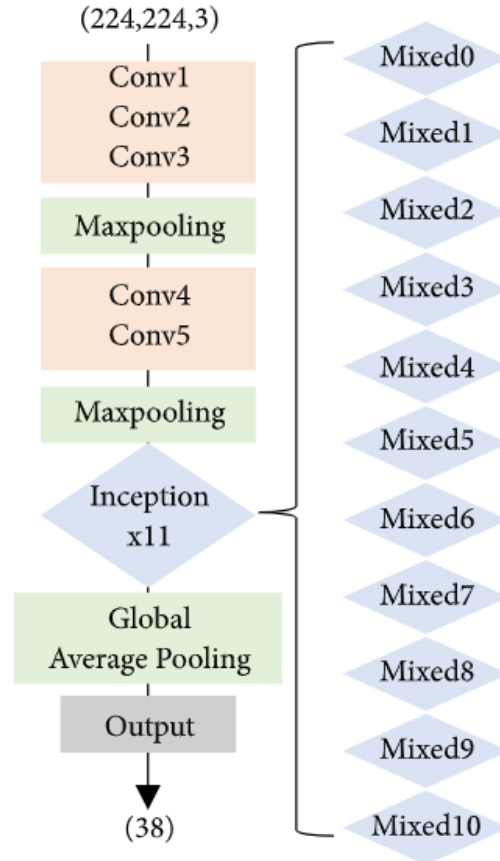 (224,224,3)
Conv1
Conv2
Conv3
Maxpooling
Conv4
Conv5
Maxpooling
Inception
x11
Global
Average Pooling
Output
(38)
Mixed0
Mixed1
Mixed2
Mixed3
Mixed4
Mixed5
Mixed6
Mixed7
Mixed8
Mixed9
Mixed10